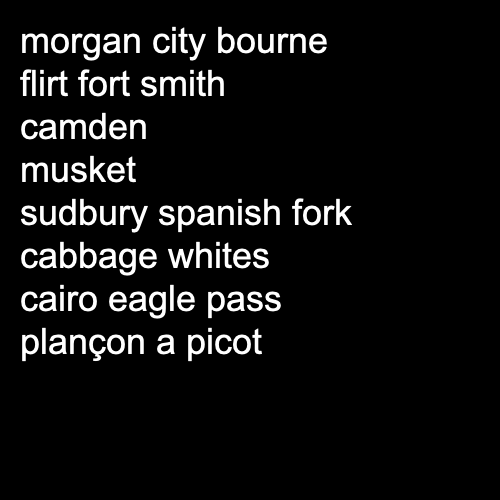 morgan city bourne
flirt fort smith
camden
musket
sudbury spanish fork
cabbage whites
cairo eagle pass
plançon a picot